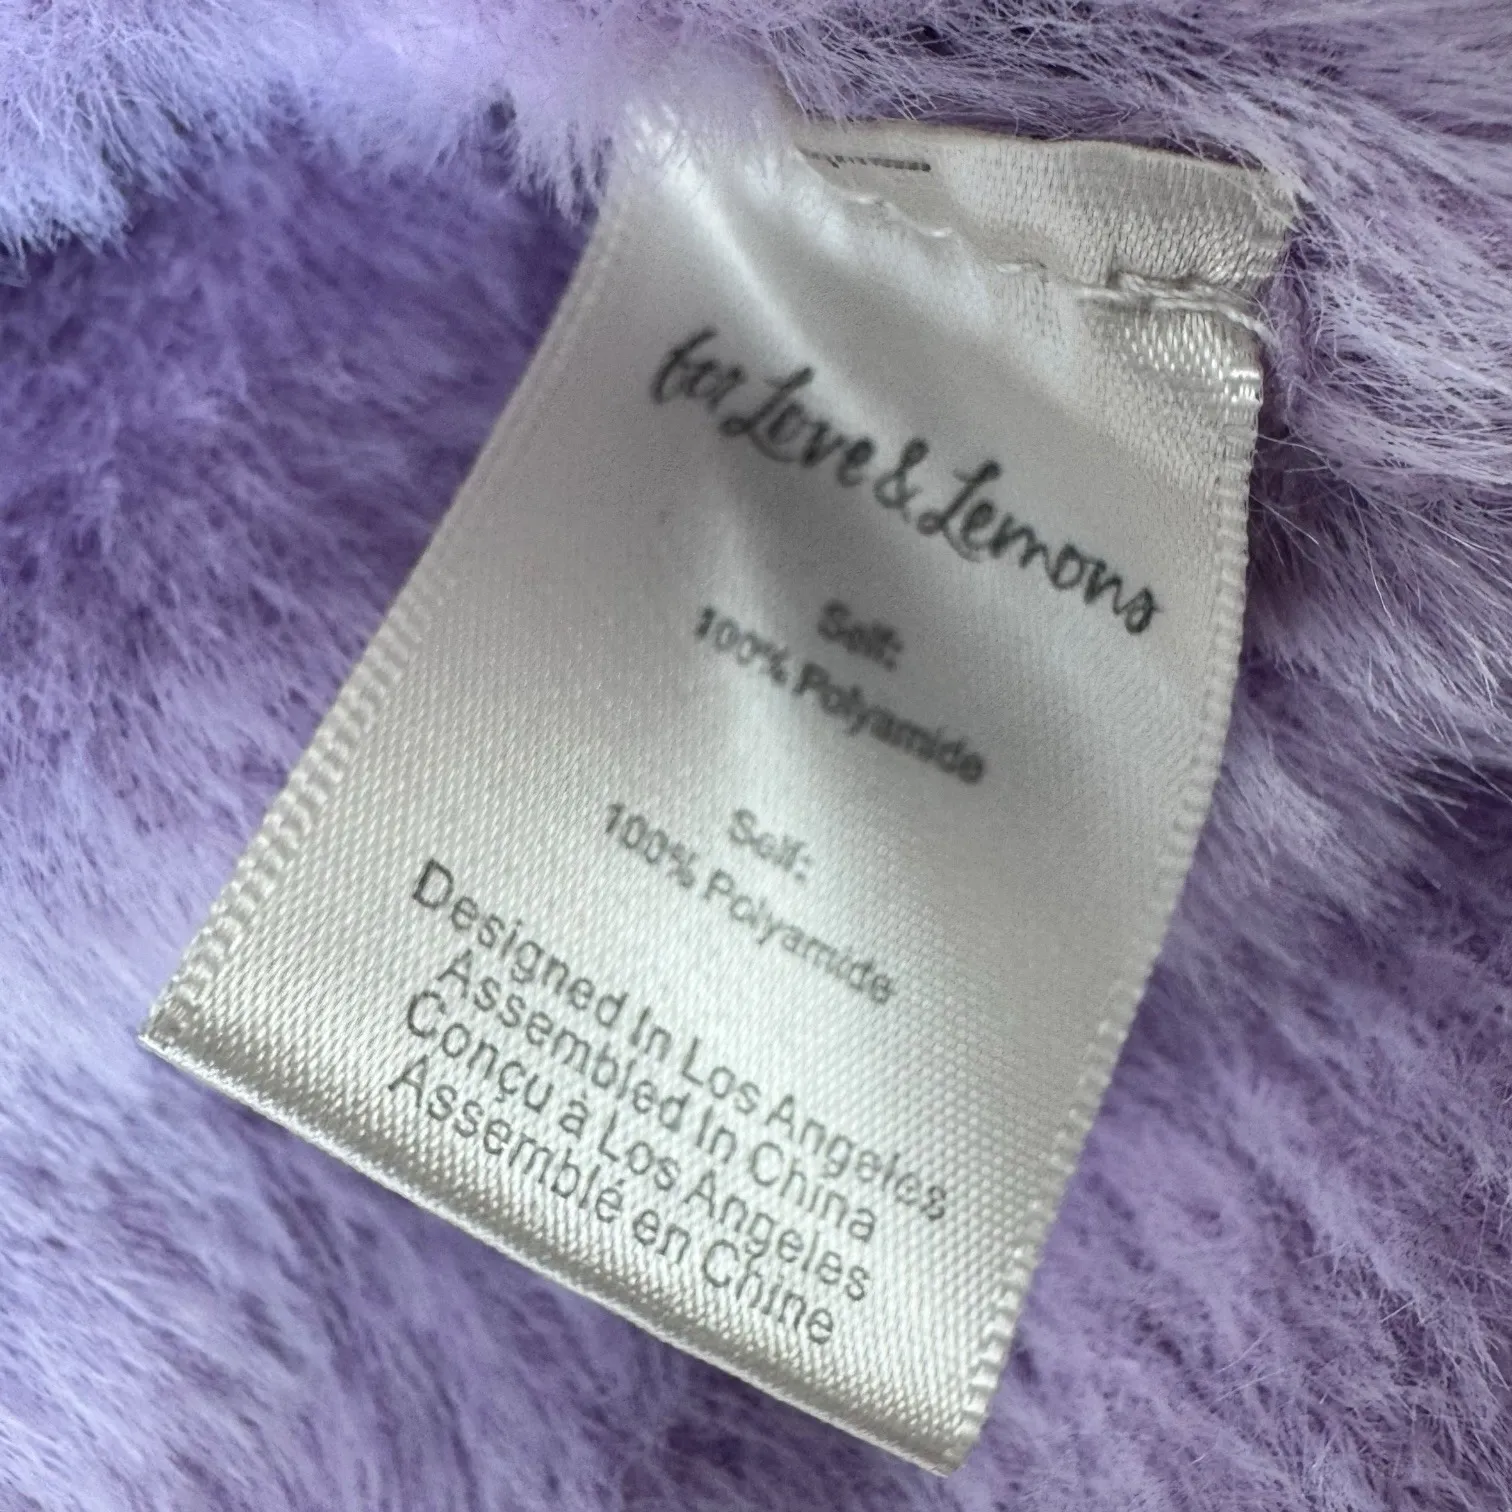 for Love & Lemons
Self:
100% Polyamide
Self:
100% Polyamide
Designed In Los Angeles
Assembled In China
Conçu à Los Angeles
Assemblé en Chine